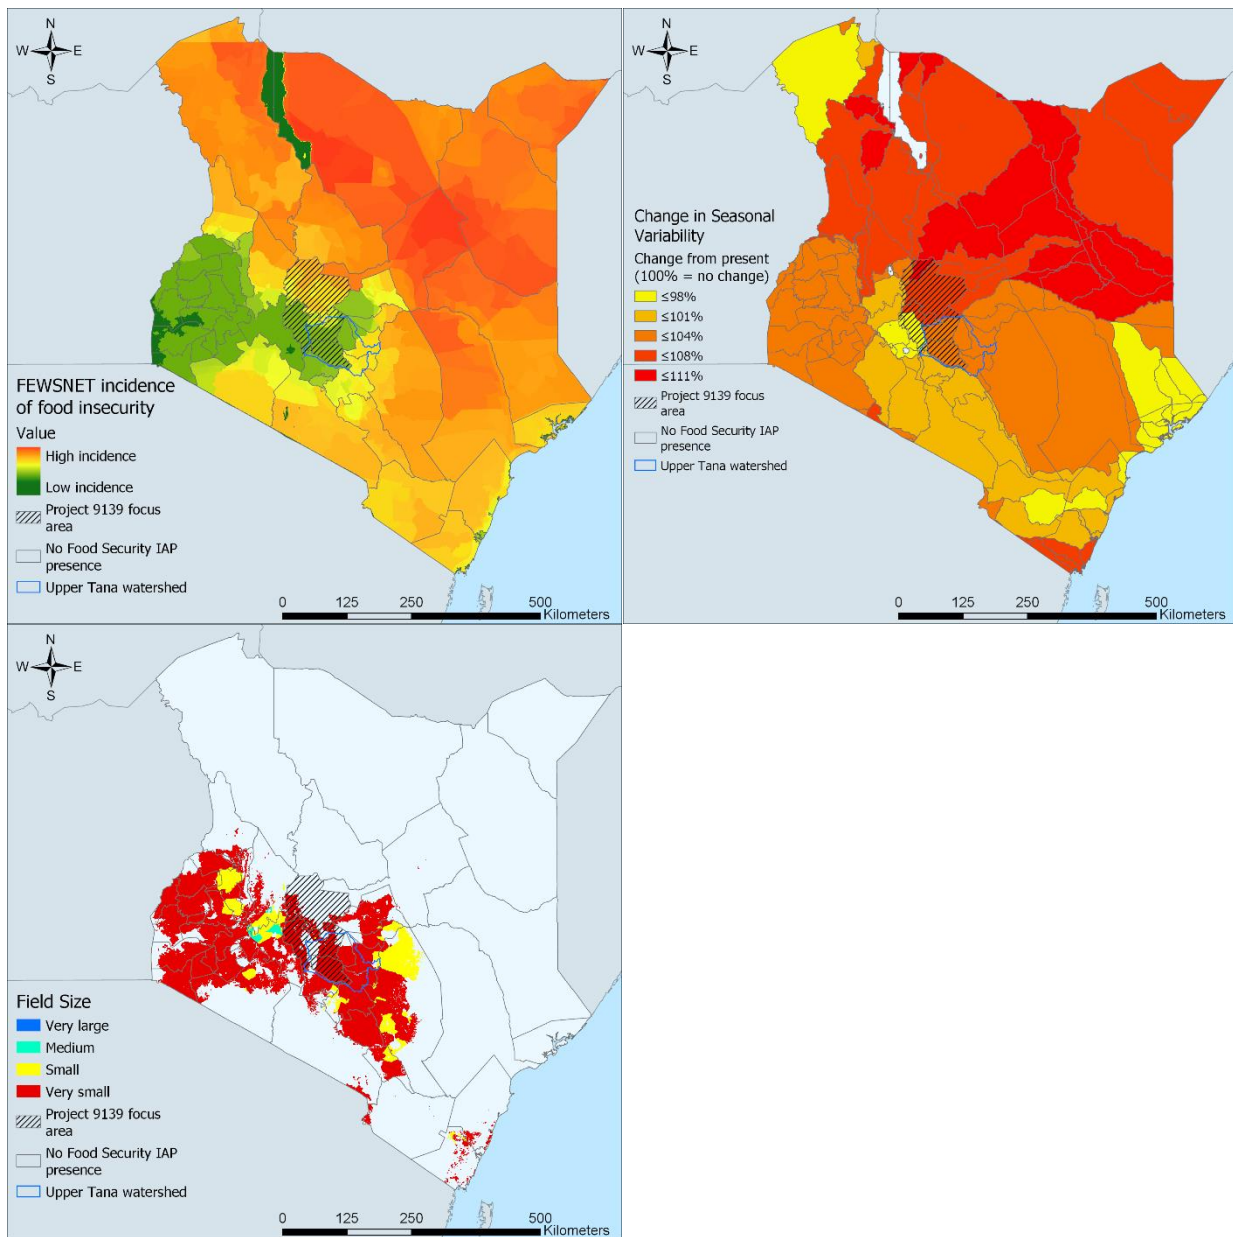 N
W E
S
FEWSNET incidence
of food insecurity
Value
High incidence
Low incidence
Project 9139 focus
area
No Food Security IAP
presence
Upper Tana watershed
0 125 250 500
Kilometers
N
W E
S
Change in Seasonal
Variability
Change from present
(100% = no change)
≤98%
≤101%
≤104%
≤108%
≤111%
Project 9139 focus
area
No Food Security IAP
presence
Upper Tana watershed
0 125 250 500
Kilometers
N
W E
S
Field Size
Very large
Medium
Small
Very small
Project 9139 focus
area
No Food Security IAP
presence
Upper Tana watershed
0 125 250 500
Kilometers